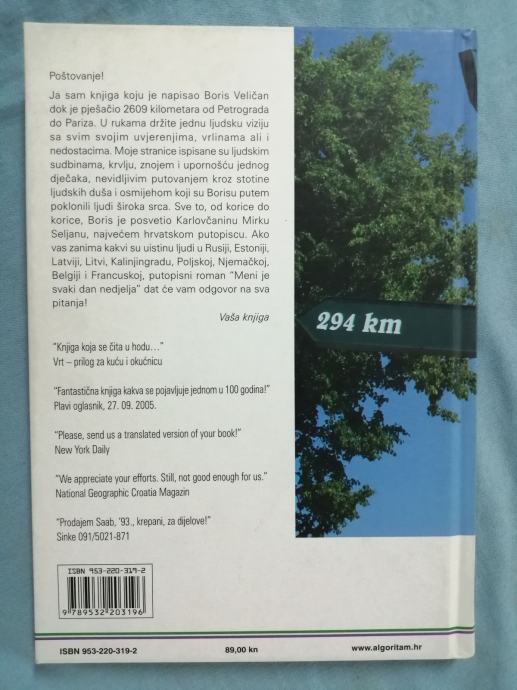 Poštovanje!
Ja sam knjiga koju je napisao Boris Veličan
dok je pješačio 2609 kilometara od Petrograda
do Pariza. U rukama držite jednu ljudsku viziju
sa svim svojim uvjerenjima, vrlinama ali i
nedostacima. Moje stranice ispisane su ljudskim
sudbinama, krvlju, znojem i upornošću jednog
dječaka, nevidljivim putovanjem kroz stotine
ljudskih duša i osmijehom koji su Borisu putem
poklonili ljudi široka srca. Sve to, od korice do
korice, Boris je posvetio Karlovčaninu Mirku
Seljanu, najvećem hrvatskom putopiscu. Ako
vas zanima kakvi su uistinu ljudi u Rusiji, Estoniji,
Latviji, Litvi, Kalinjingradu, Poljskoj, Njemačkoj,
Belgiji i Francuskoj, putopisni roman "Meni je
svaki dan nedjelja" dat će vam odgovor na sva
pitanja!
Vaša knjiga
294 km
"Knjiga koja se čita u hodu…"
Vrt – prilog za kuću i okućnicu
"Fantastična knjiga kakva se pojavljuje jednom u 100 godina!"
Plavi oglasnik, 27. 09. 2005.
"Please, send us a translated version of your book!"
New York Daily
"We appreciate your efforts. Still, not good enough for us."
National Geographic Croatia Magazin
"Prodajem Saab, '93., krepani, za dijelove!"
Sinke 091/5021-871
ISBN 953-220-319-2
9 789532 203196
ISBN 953-220-319-2
89,00 kn
www.algoritam.hr